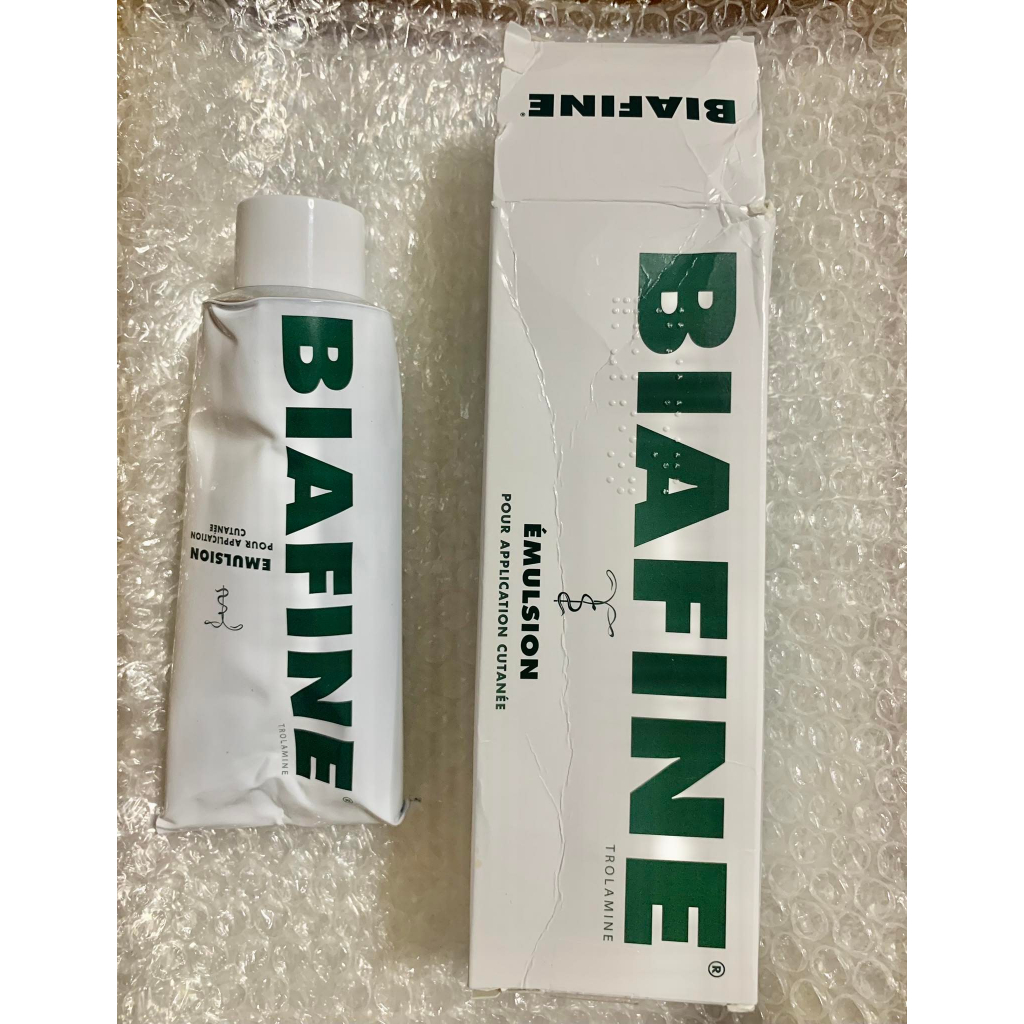 BIAFINE®
BIAFINE®
TROLAMINE
ÉMULSION
POUR APPLICATION
CUTANÉE
BIAFINE®
TROLAMINE
ÉMULSION
POUR APPLICATION CUTANÉE